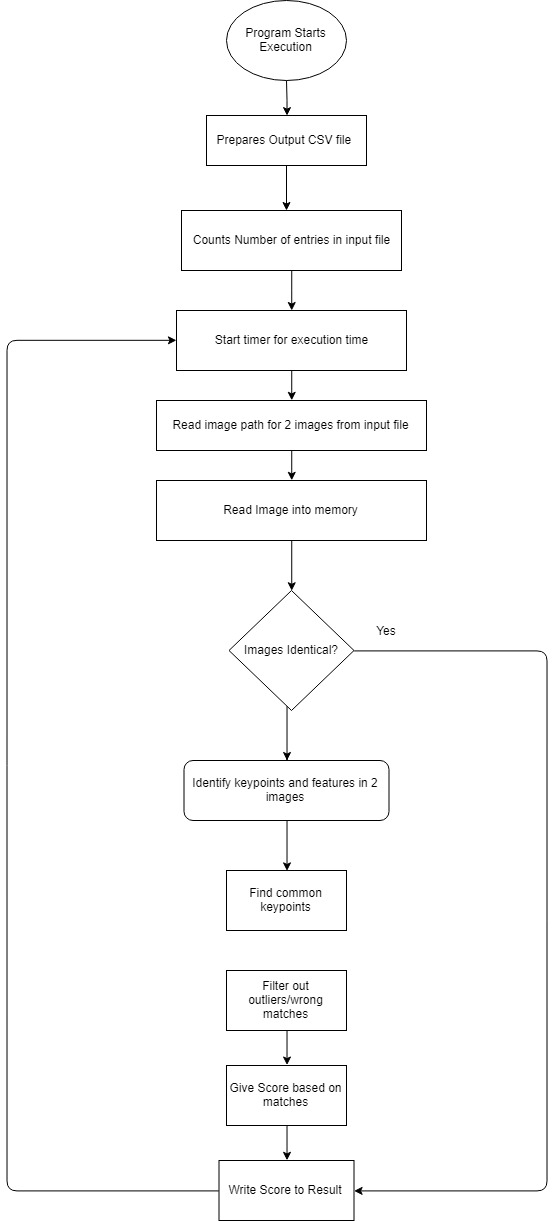 Program Starts
Execution
Prepares Output CSV file
Counts Number of entries in input file
Start timer for execution time
Read image path for 2 images from input file
Read Image into memory
Images Identical?
Yes
Identify keypoints and features in 2
images
Find common
keypoints
Filter out
outliers/wrong
matches
Give Score based on
matches
Write Score to Result